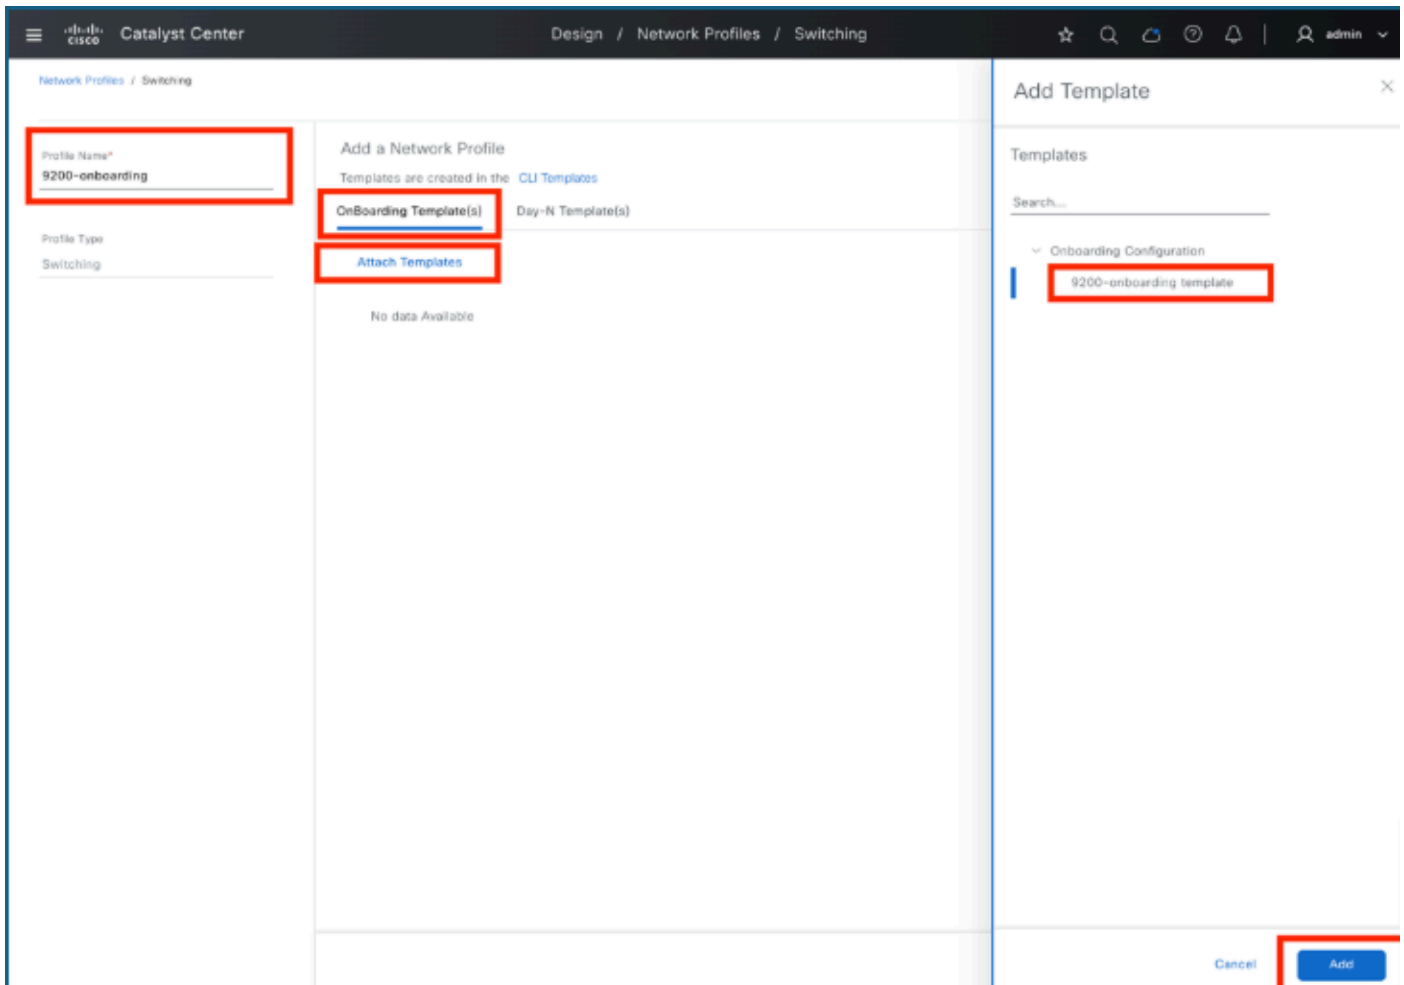 cisco Catalyst Center
Design / Network Profiles / Switching
admin
Network Profiles / Switching
Profile Name*
9200-onboarding
Profile Type
Switching
Add a Network Profile
Templates are created in the CLI Templates
OnBoarding Template(s) Day-N Template(s)
Attach Templates
No data Available
Add Template
Templates
Search...
Onboarding Configuration
9200-onboarding template
Cancel Add